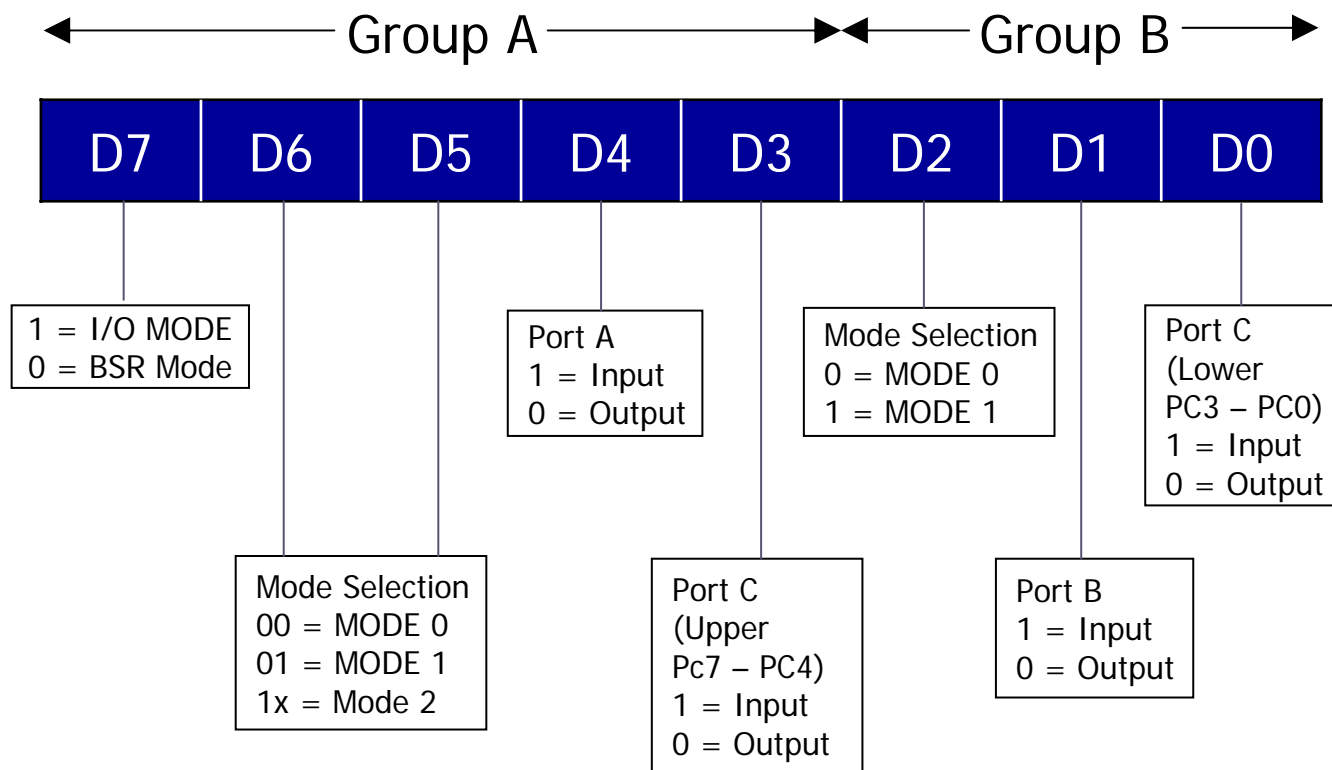 Group A
Group B
D7
D6
D5
D4
D3
D2
D1
D0
1 = I/O MODE
0 = BSR Mode
Port A
1 = Input
0 = Output
Mode Selection
0 = MODE 0
1 = MODE 1
Port C
(Lower
PC3 – PC0)
1 = Input
0 = Output
Mode Selection
00 = MODE 0
01 = MODE 1
1x = Mode 2
Port C
(Upper
Pc7 – PC4)
1 = Input
0 = Output
Port B
1 = Input
0 = Output